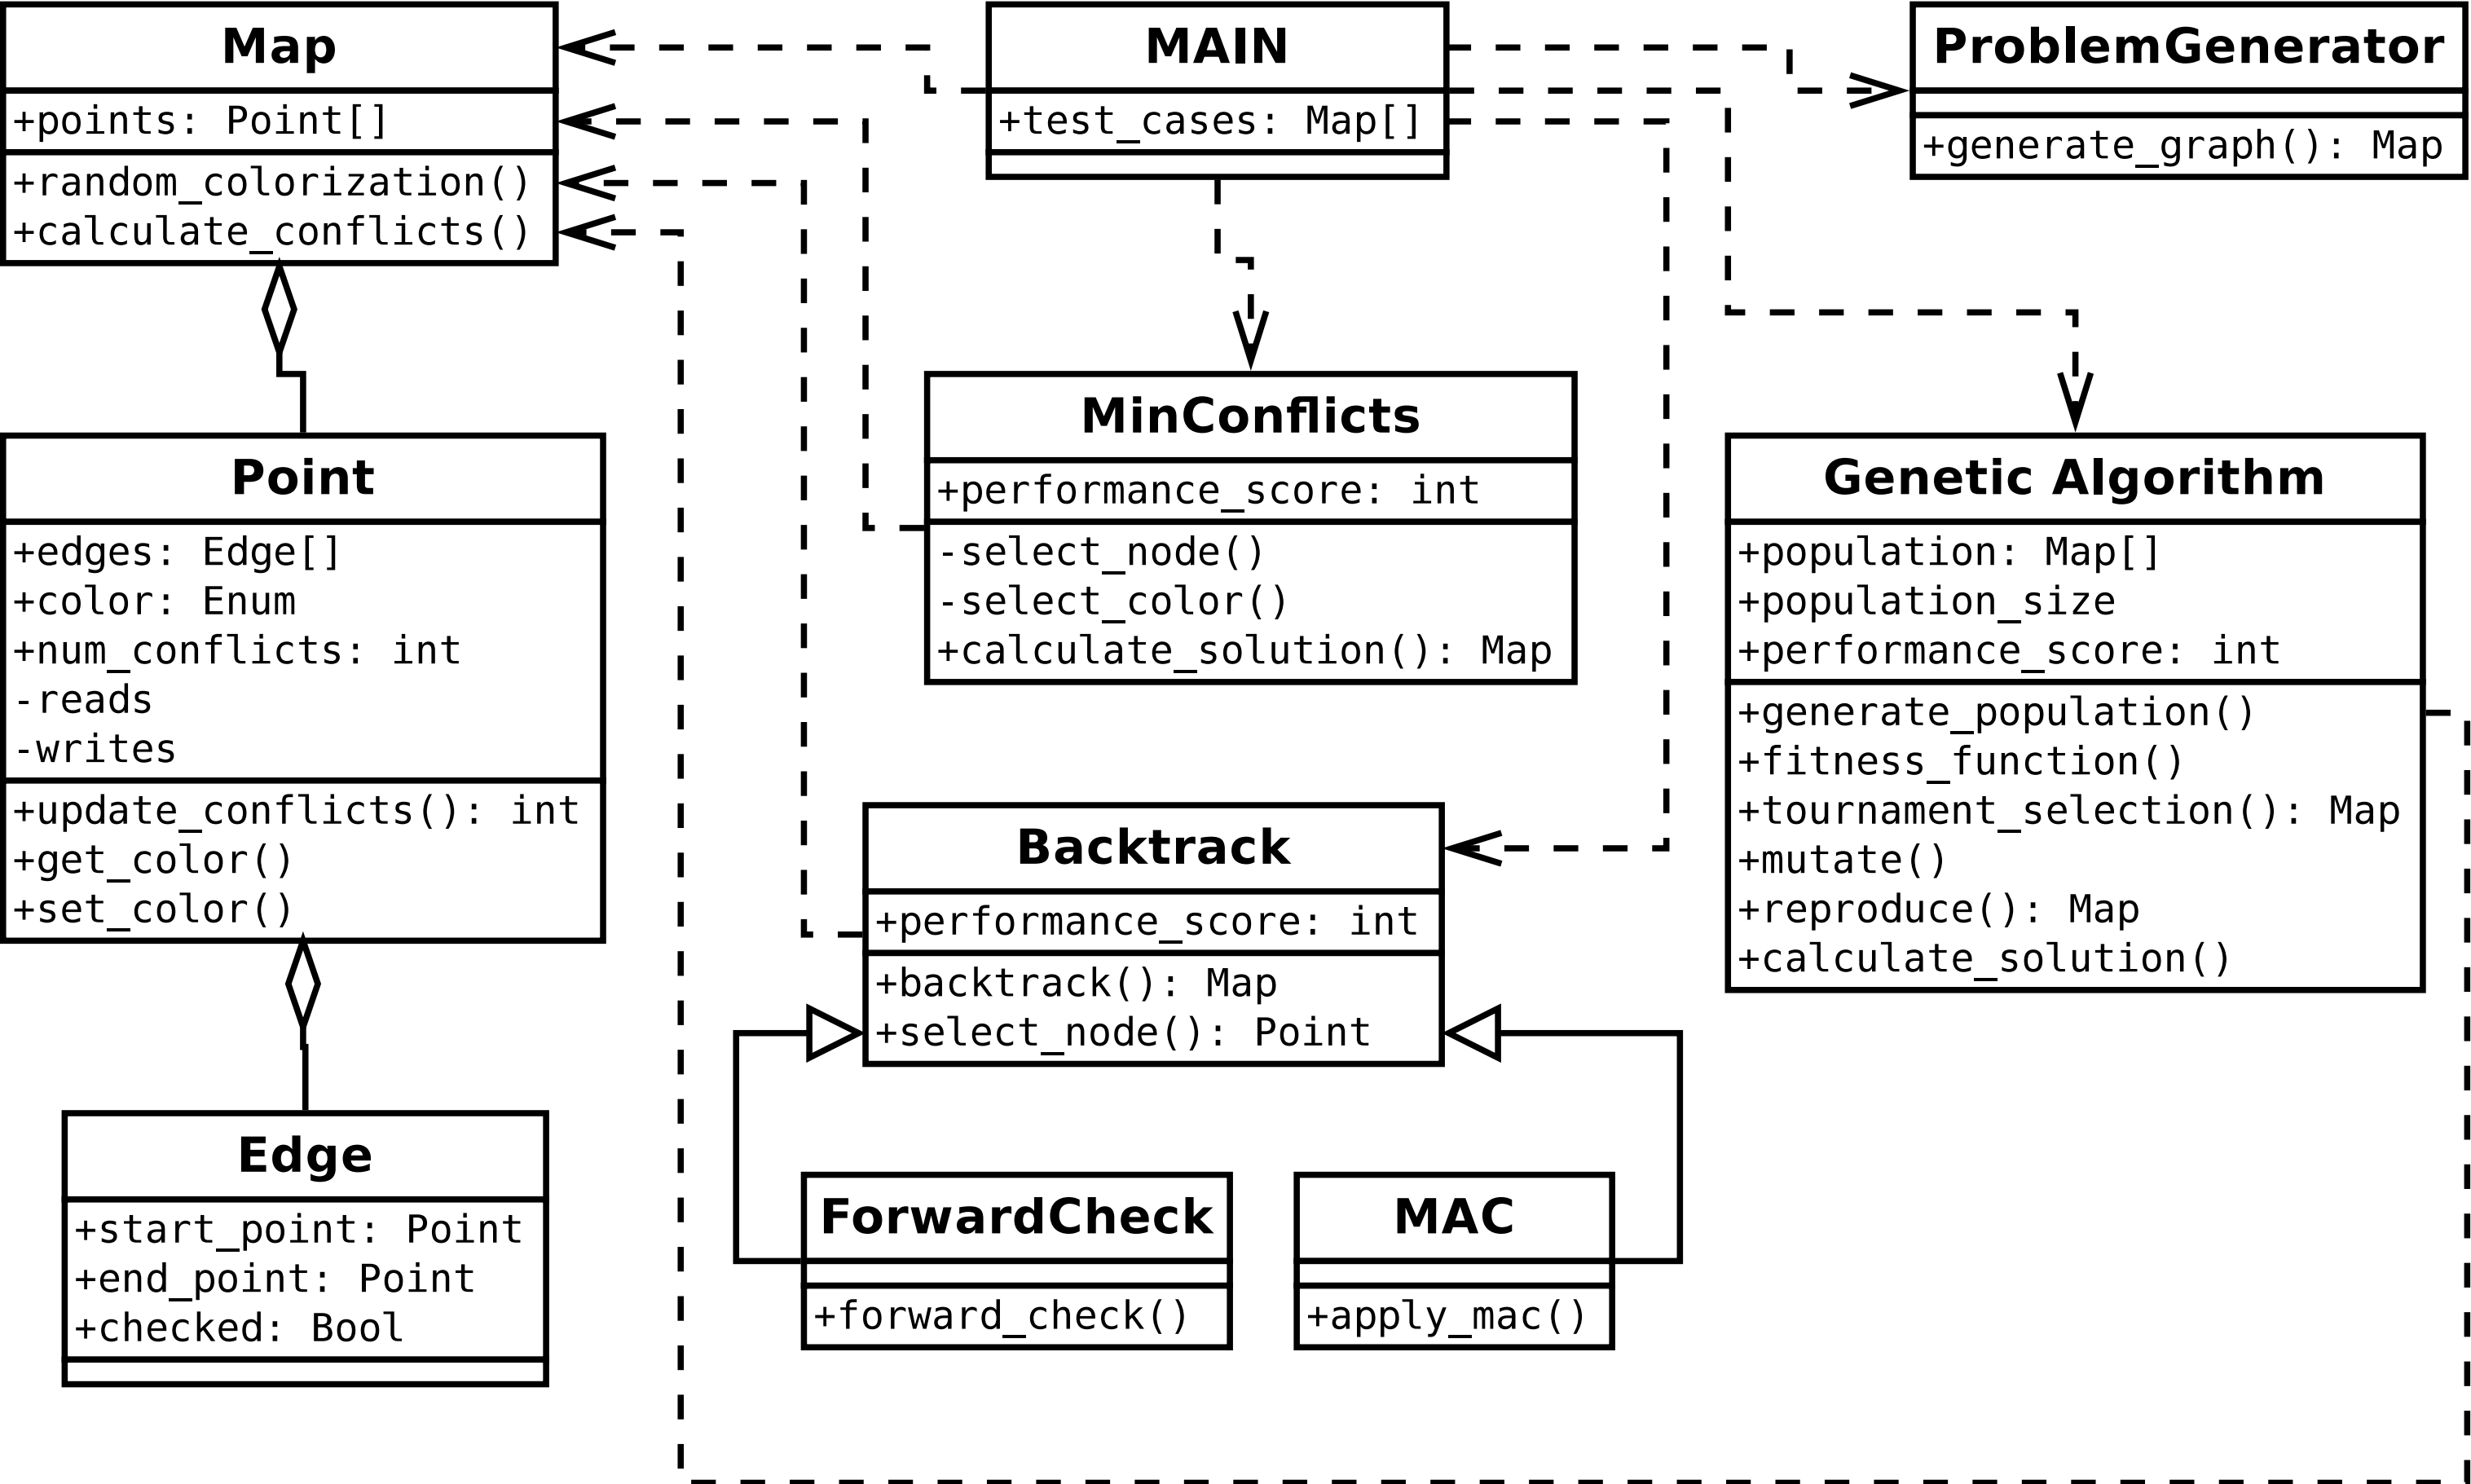 Map
+points: Point[]
+random_colorization()
+calculate_conflicts()
MAIN
+test_cases: Map[]
ProblemGenerator
+generate_graph(): Map
Point
+edges: Edge[]
+color: Enum
+num_conflicts: int
-reads
-writes
+update_conflicts(): int
+get_color()
+set_color()
MinConflicts
+performance_score: int
-select_node()
-select_color()
+calculate_solution(): Map
Genetic Algorithm
+population: Map[]
+population_size
+performance_score: int
+generate_population()
+fitness_function()
+tournament_selection(): Map
+mutate()
+reproduce(): Map
+calculate_solution()
Backtrack
+performance_score: int
+backtrack(): Map
+select_node(): Point
Edge
+start_point: Point
+end_point: Point
+checked: Bool
ForwardCheck
+forward_check()
MAC
+apply_mac()